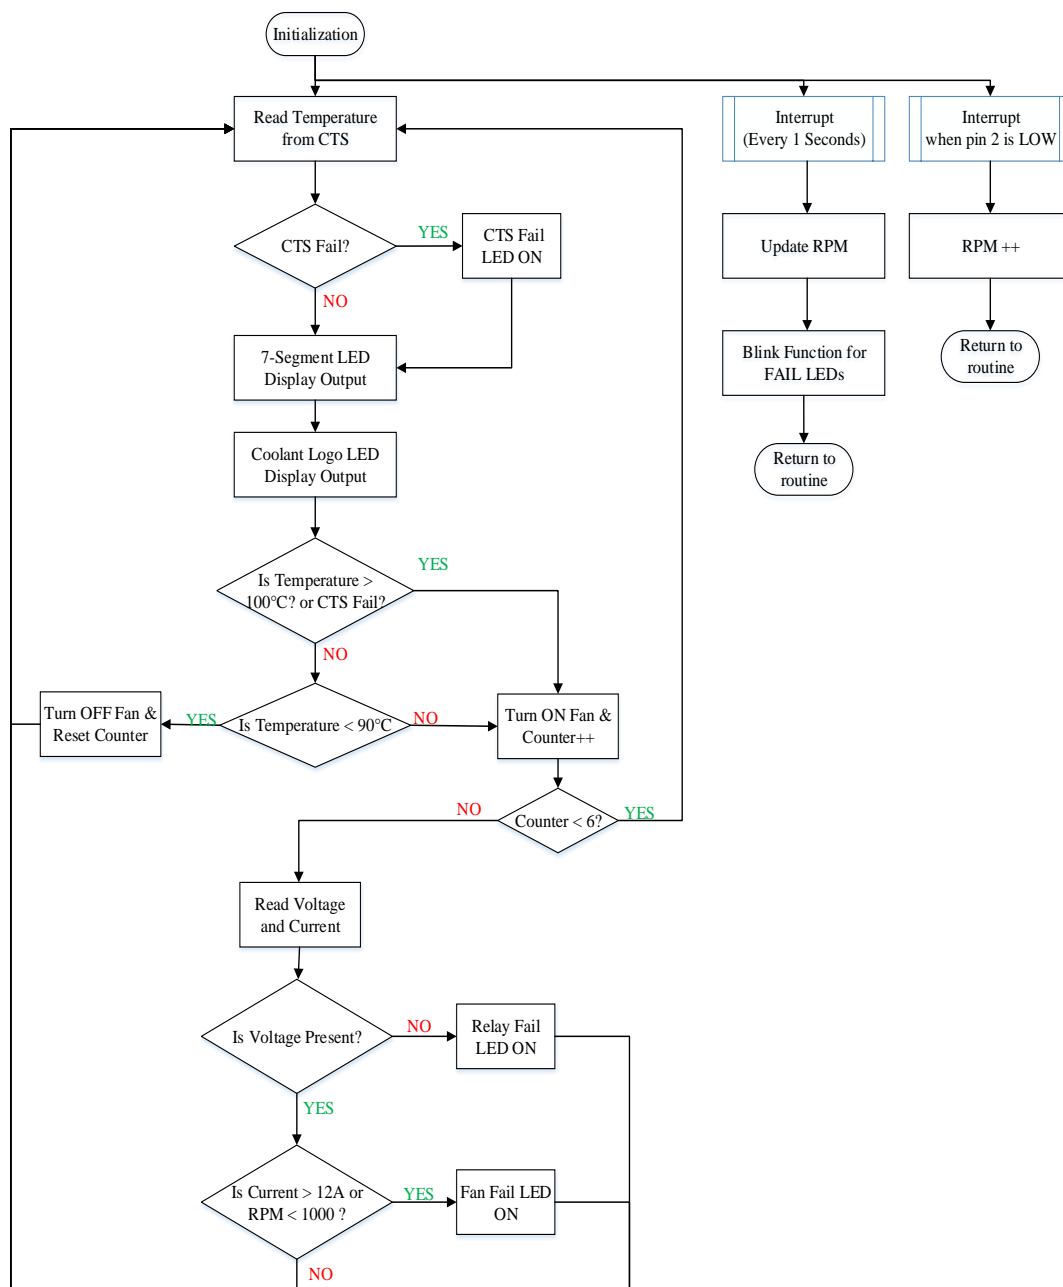 Initialization
Read Temperature
from CTS
Interrupt
(Every 1 Seconds)
Interrupt
when pin 2 is LOW
CTS Fail?
YES
CTS Fail
LED ON
Update RPM
RPM ++
NO
7-Segment LED
Display Output
Blink Function for
FAIL LEDs
Return to
routine
Coolant Logo LED
Display Output
Return to
routine
Is Temperature >
100°C? or CTS Fail?
YES
NO
Turn OFF Fan &
Reset Counter
YES
Is Temperature < 90°C
NO
Turn ON Fan &
Counter++
NO
Counter < 6?
YES
Read Voltage
and Current
Is Voltage Present?
NO
Relay Fail
LED ON
YES
Is Current > 12A or
RPM < 1000 ?
YES
Fan Fail LED
ON
NO